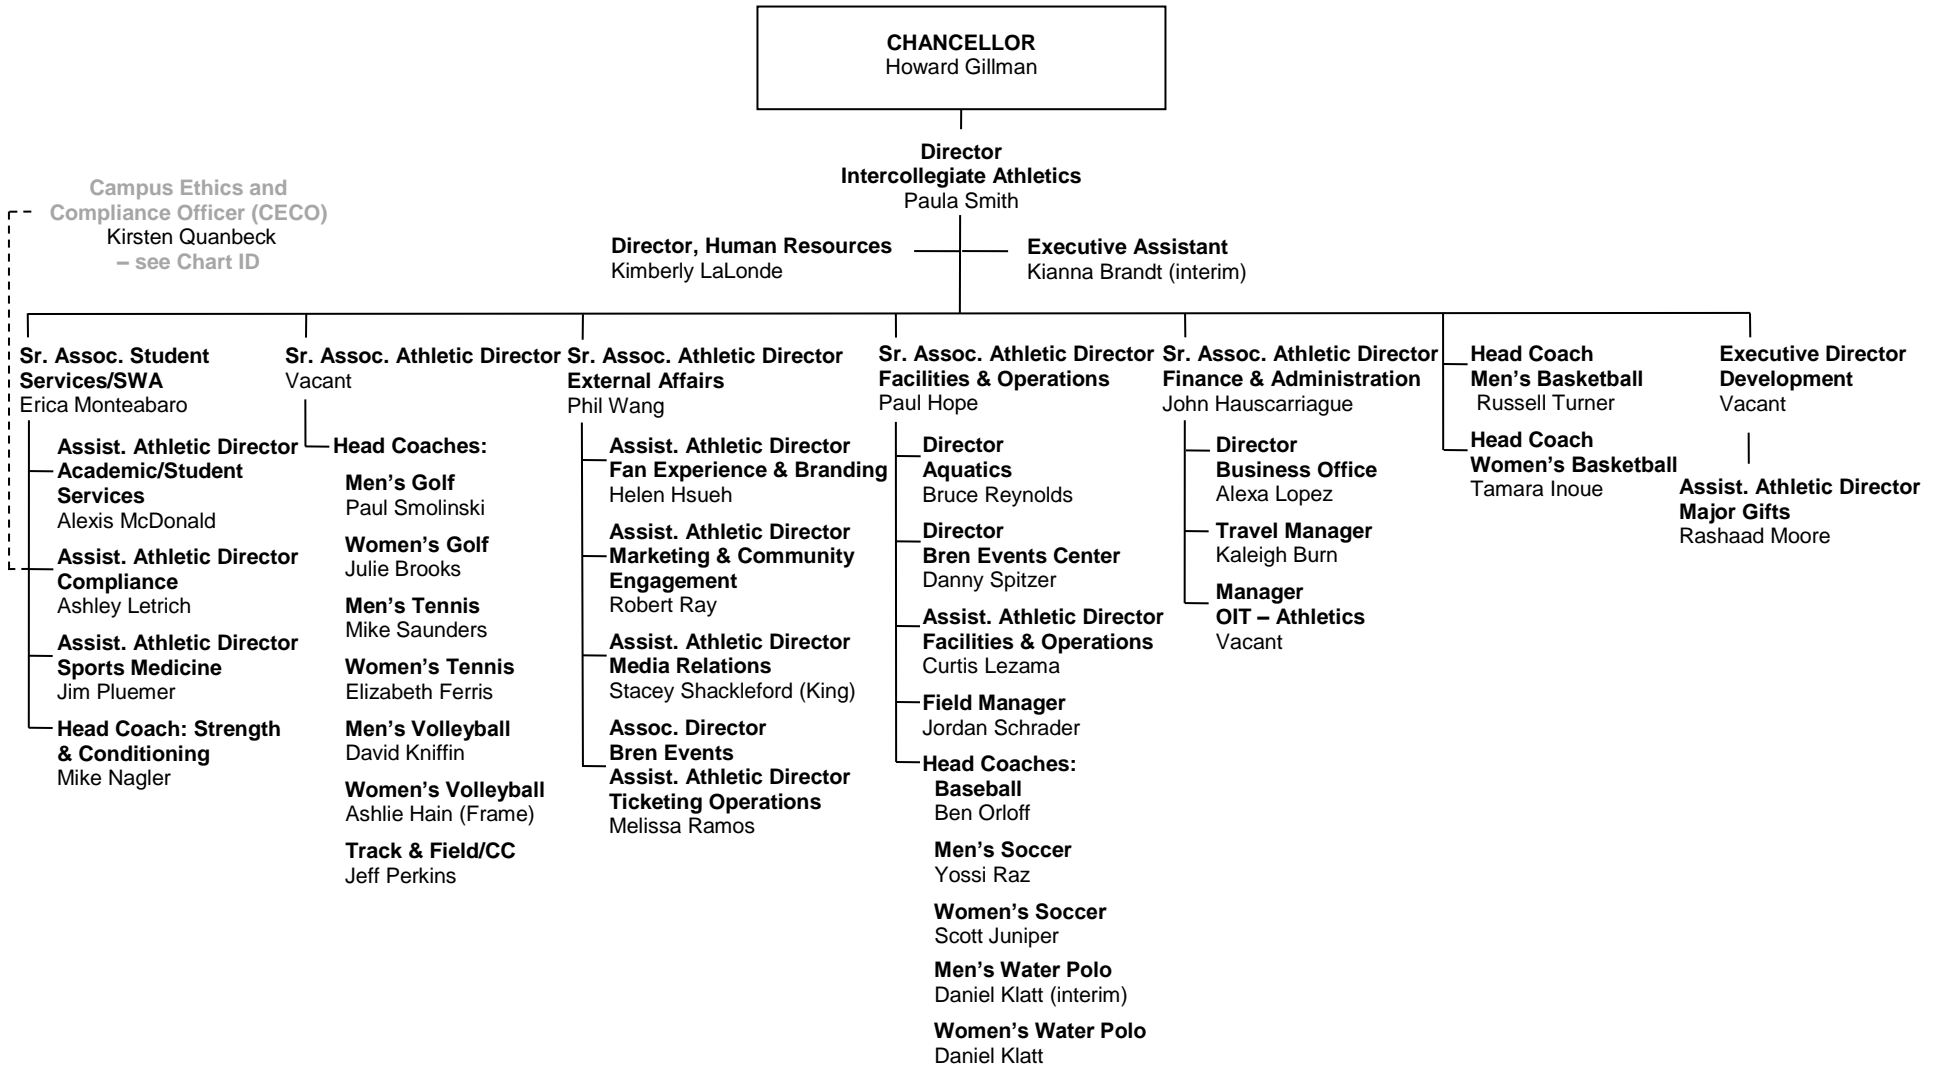 CHANCELLOR
Howard Gillman
Director
Intercollegiate Athletics
Paula Smith
Campus Ethics and
Compliance Officer (CECO)
Kirsten Quanbeck
– see Chart ID
Director, Human Resources
Kimberly LaLonde
Executive Assistant
Kianna Brandt (interim)
Sr. Assoc. Student
Services/SWA
Erica Monteabaro
Assist. Athletic Director
Academic/Student
Services
Alexis McDonald
Assist. Athletic Director
Compliance
Ashley Letrich
Assist. Athletic Director
Sports Medicine
Jim Pluemer
Head Coach: Strength
& Conditioning
Mike Nagler
Sr. Assoc. Athletic Director
Vacant
Head Coaches:
Men’s Golf
Paul Smolinski
Women’s Golf
Julie Brooks
Men’s Tennis
Mike Saunders
Women’s Tennis
Elizabeth Ferris
Men’s Volleyball
David Kniffin
Women’s Volleyball
Ashlie Hain (Frame)
Track & Field/CC
Jeff Perkins
Sr. Assoc. Athletic Director
External Affairs
Phil Wang
Assist. Athletic Director
Fan Experience & Branding
Helen Hsueh
Assist. Athletic Director
Marketing & Community
Engagement
Robert Ray
Assist. Athletic Director
Media Relations
Stacey Shackleford (King)
Assoc. Director
Bren Events
Assist. Athletic Director
Ticketing Operations
Melissa Ramos
Sr. Assoc. Athletic Director
Facilities & Operations
Paul Hope
Director
Aquatics
Bruce Reynolds
Director
Bren Events Center
Danny Spitzer
Assist. Athletic Director
Facilities & Operations
Curtis Lezama
Field Manager
Jordan Schrader
Head Coaches:
Baseball
Ben Orloff
Men’s Soccer
Yossi Raz
Women’s Soccer
Scott Juniper
Men’s Water Polo
Daniel Klatt (interim)
Women’s Water Polo
Daniel Klatt
Sr. Assoc. Athletic Director
Finance & Administration
John Hauscarriague
Director
Business Office
Alexa Lopez
Travel Manager
Kaleigh Burn
Manager
OIT – Athletics
Vacant
Head Coach
Men’s Basketball
Russell Turner
Head Coach
Women’s Basketball
Tamara Inoue
Executive Director
Development
Vacant
Assist. Athletic Director
Major Gifts
Rashaad Moore